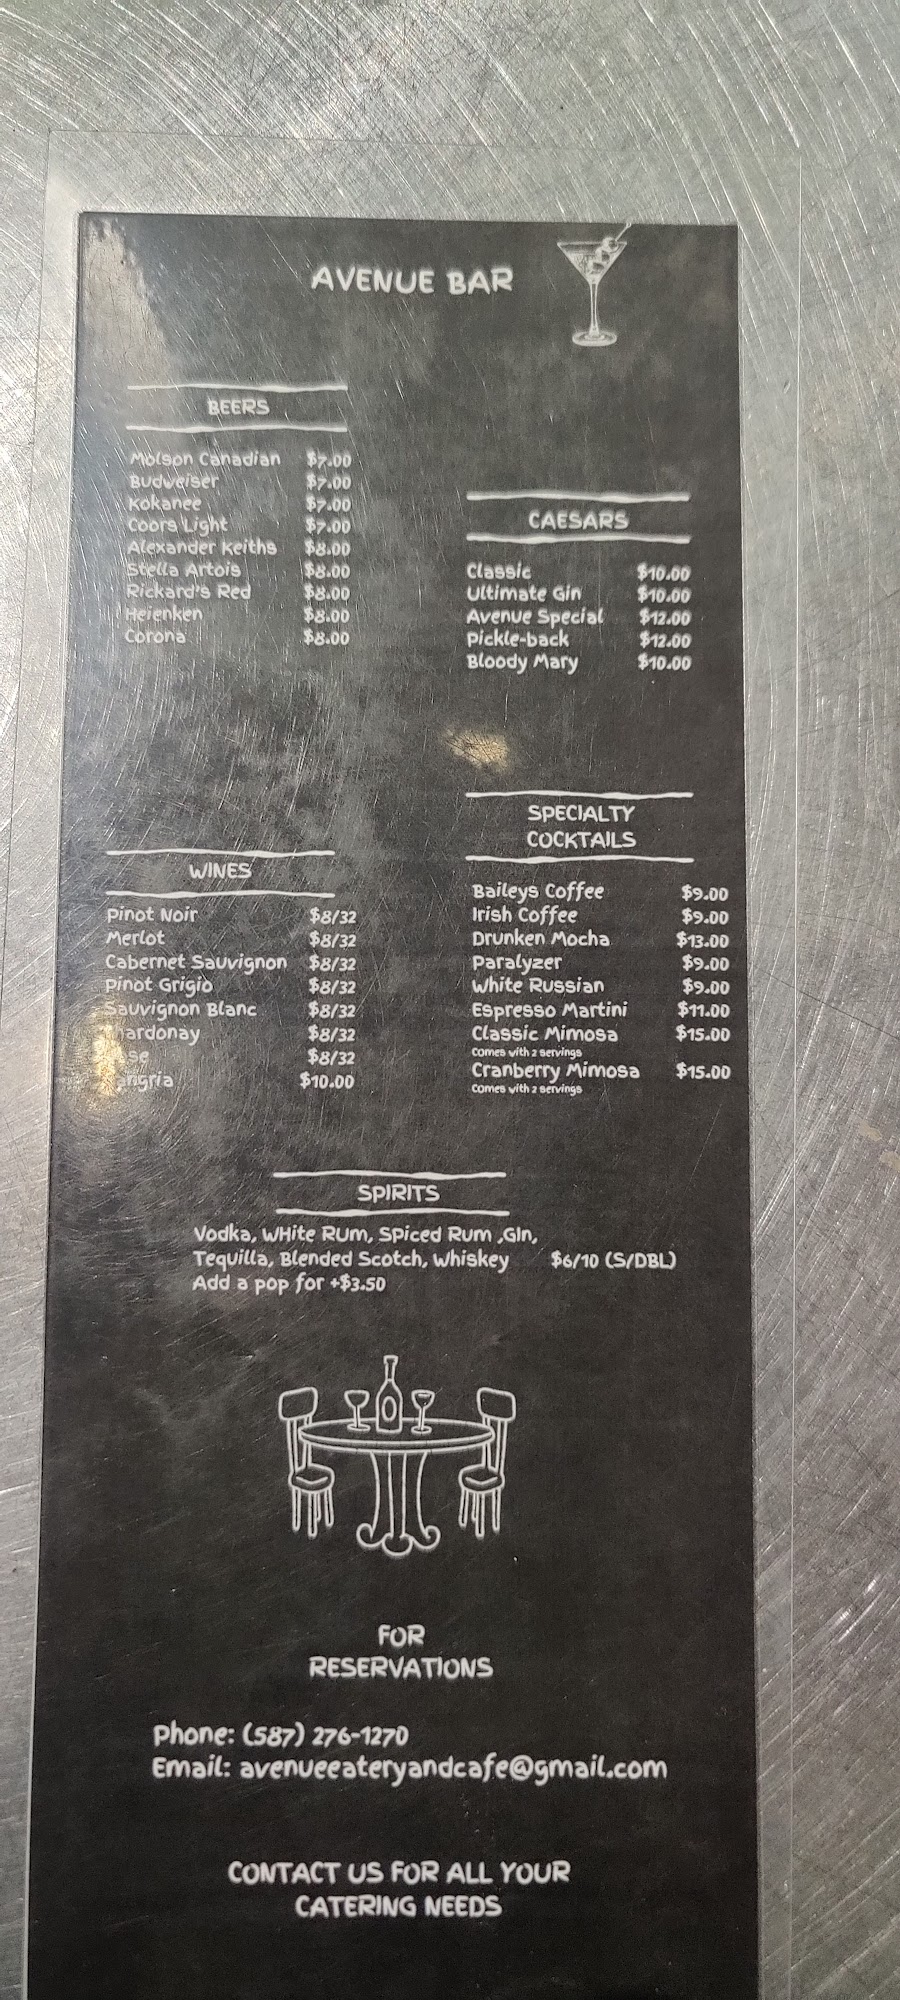 AVENUE BAR
BEERS
Molson Canadian $7.00
Budweiser $7.00
Kokanee $7.00
Coors Light $7.00
Alexander Keiths $8.00
Stella Artois $8.00
Rickard's Red $8.00
Heienken $8.00
Corona $8.00
CAESARS
Classic $10.00
Ultimate Gin $10.00
Avenue Special $12.00
Pickle-back $12.00
Bloody Mary $10.00
WINES
Pinot Noir $8/32
Merlot $8/32
Cabernet Sauvignon $8/32
Pinot Grigio $8/32
Sauvignon Blanc $8/32
ardonay $8/32
se $8/32
angria $10.00
SPECIALTY
COCKTAILS
Baileys Coffee $9.00
Irish Coffee $9.00
Drunken Mocha $13.00
Paralyzer $9.00
White Russian $9.00
Espresso Martini $11.00
Classic Mimosa $15.00
Comes with 2 servings
Cranberry Mimosa $15.00
Comes with 2 servings
SPIRITS
Vodka, WHite RUm, SPiced Rum ,GIn,
Tequilla, Blended Scotch, Whiskey $6/10 (S/DBL)
Add a pop for +$3.50
FOR
RESERVATIONS
Phone: (587) 276-1270
Email: avenueeateryandcafe@gmail.com
CONTACT US FOR ALL YOUR
CATERING NEEDS